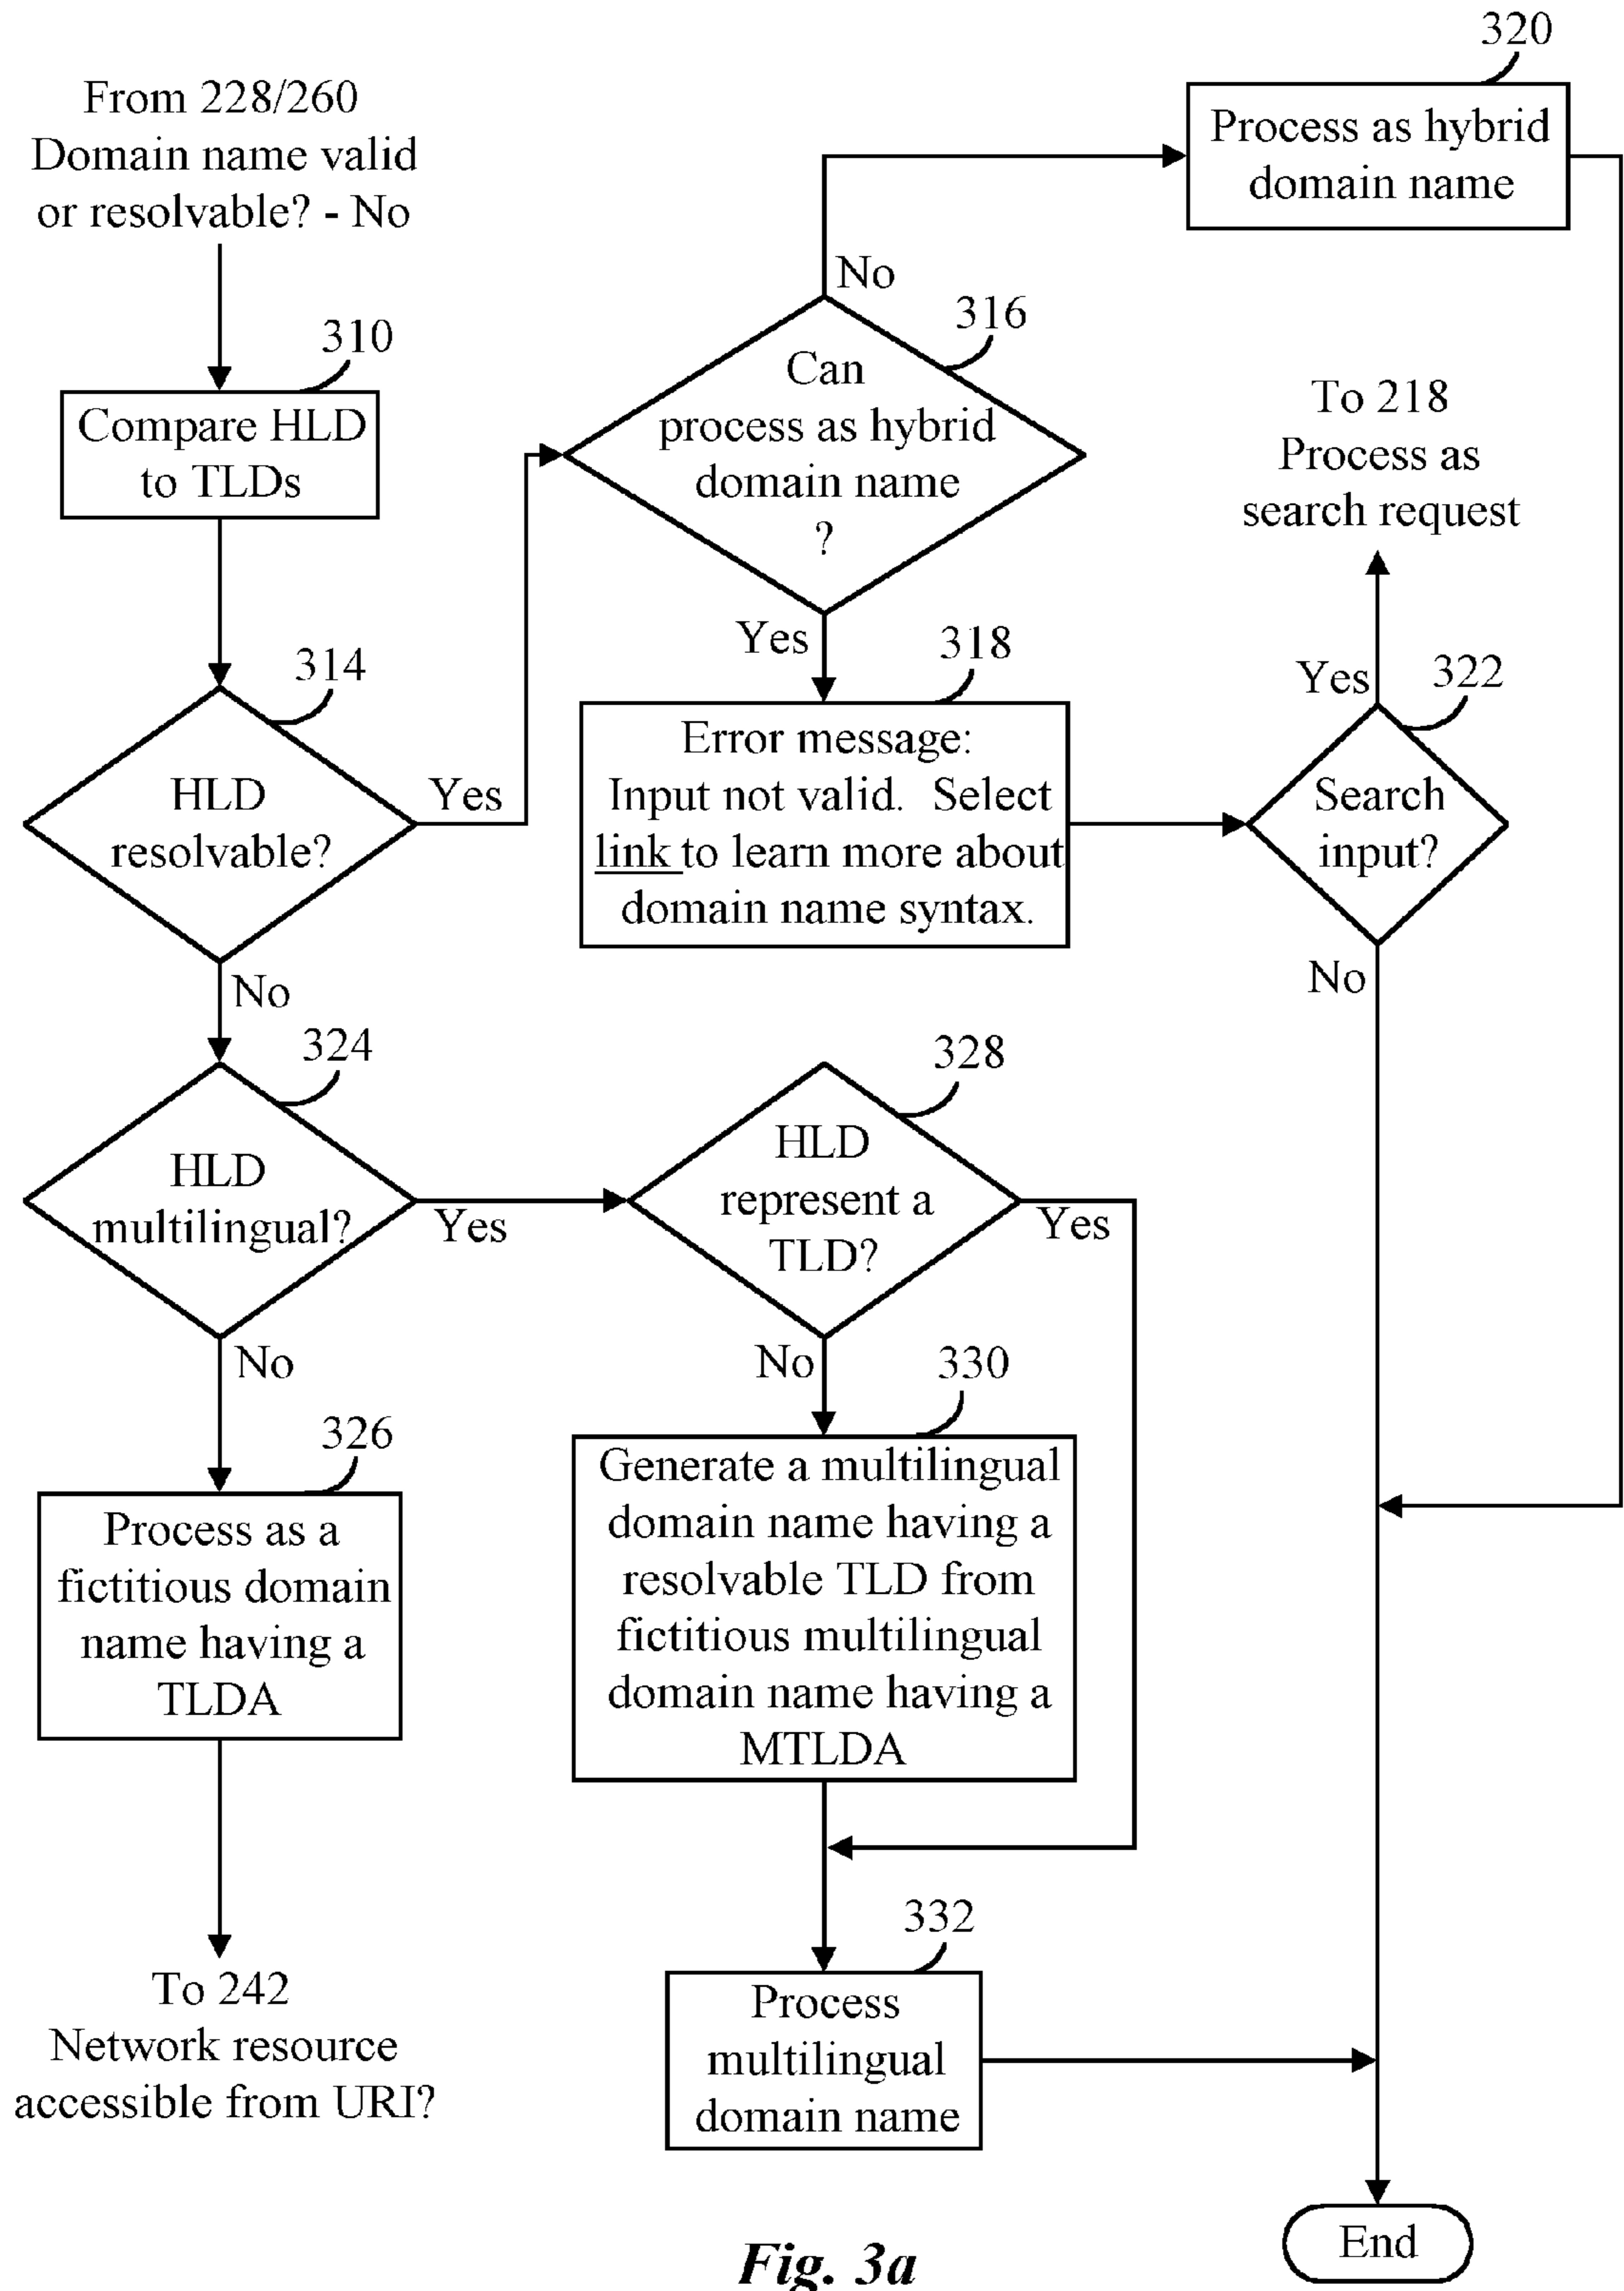 From 228/260
Domain name valid
or resolvable? - No
310
Compare HLD
to TLDs
314
HLD
resolvable?
Yes
No
316
Can
process as hybrid
domain name
?
No
Yes
320
Process as hybrid
domain name
318
Error message:
Input not valid. Select
link to learn more about
domain name syntax.
To 218
Process as
search request
Yes
322
Search
input?
No
324
HLD
multilingual?
Yes
No
328
HLD
represent a
TLD?
Yes
No
326
Process as a
fictitious domain
name having a
TLDA
330
Generate a multilingual
domain name having a
resolvable TLD from
fictitious multilingual
domain name having a
MTLDA
To 242
Network resource
accessible from URI?
332
Process
multilingual
domain name
End
Fig. 3a